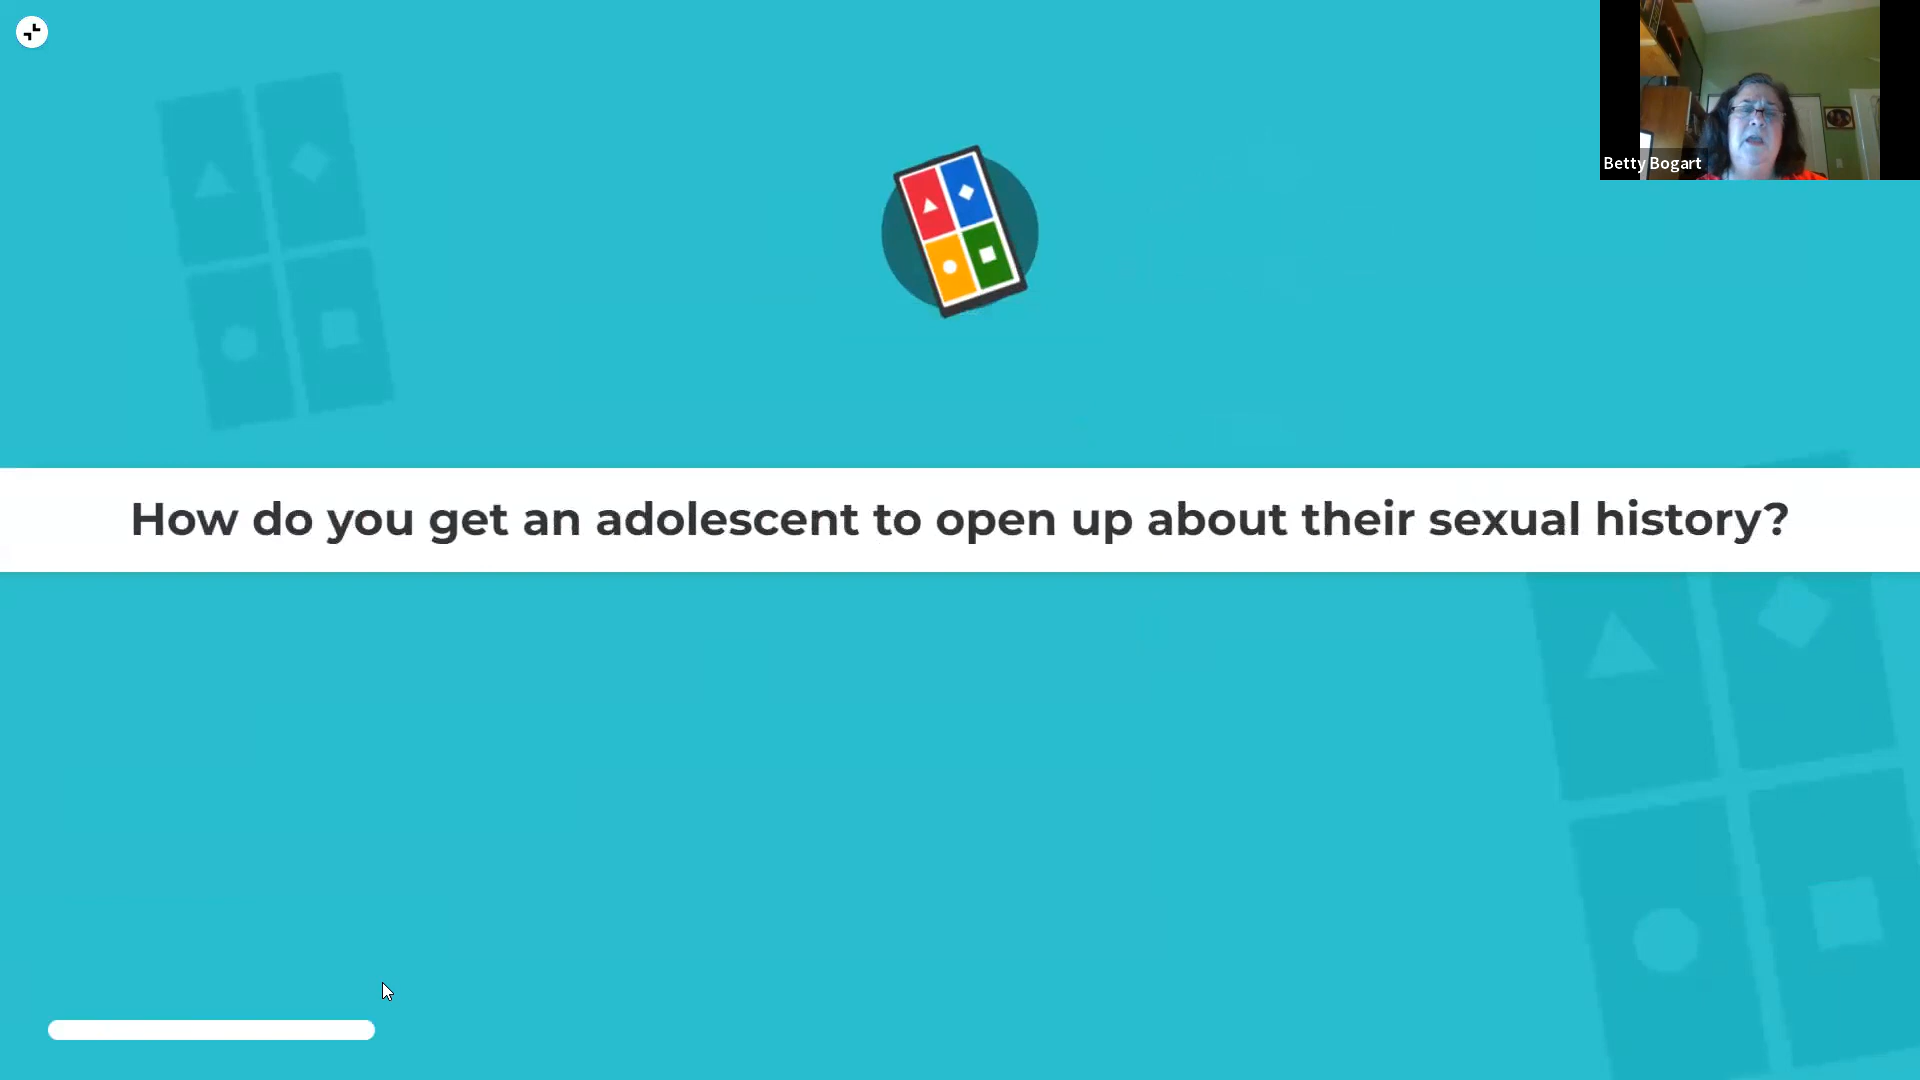 Betty Bogart
How do you get an adolescent to open up about their sexual history?